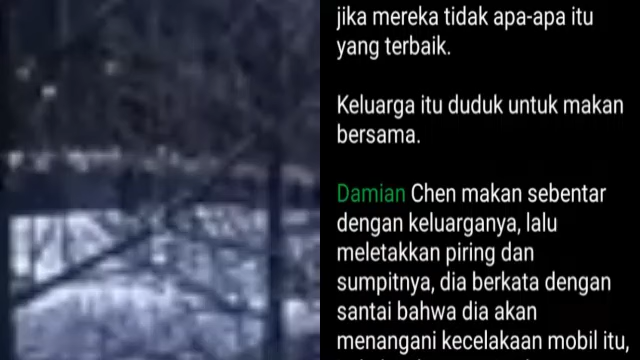 jika mereka tidak apa-apa itu
yang terbaik.
Keluarga itu duduk untuk makan
bersama.
Damian Chen makan sebentar
dengan keluarganya, lalu
meletakkan piring dan
sumpitnya, dia berkata dengan
santai bahwa dia akan
menangani kecelakaan mobil itu,